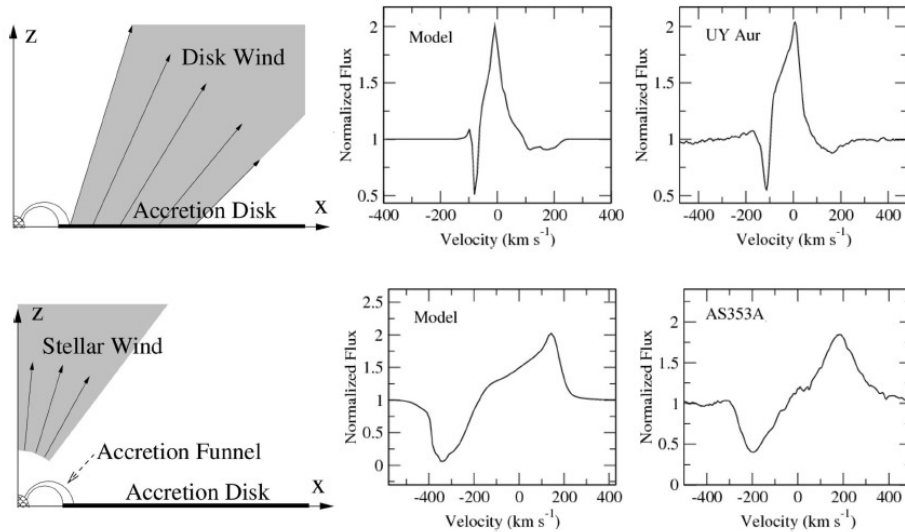 Z
Disk Wind
Accretion Disk
X
Model
Normalized Flux
2
1.5
1
0.5
-400 -200 0 200 400
Velocity (km s⁻¹)
UY Aur
Normalized Flux
2
1.5
1
0.5
-400 -200 0 200 400
Velocity (km s⁻¹)
Z
Stellar Wind
Accretion Funnel
Accretion Disk
X
Model
Normalized Flux
2.5
2
1.5
1
0.5
0
-400 -200 0 200 400
Velocity (km s⁻¹)
AS353A
Normalized Flux
2
1.5
1
0.5
0
-400 -200 0 200 400
Velocity (km s⁻¹)